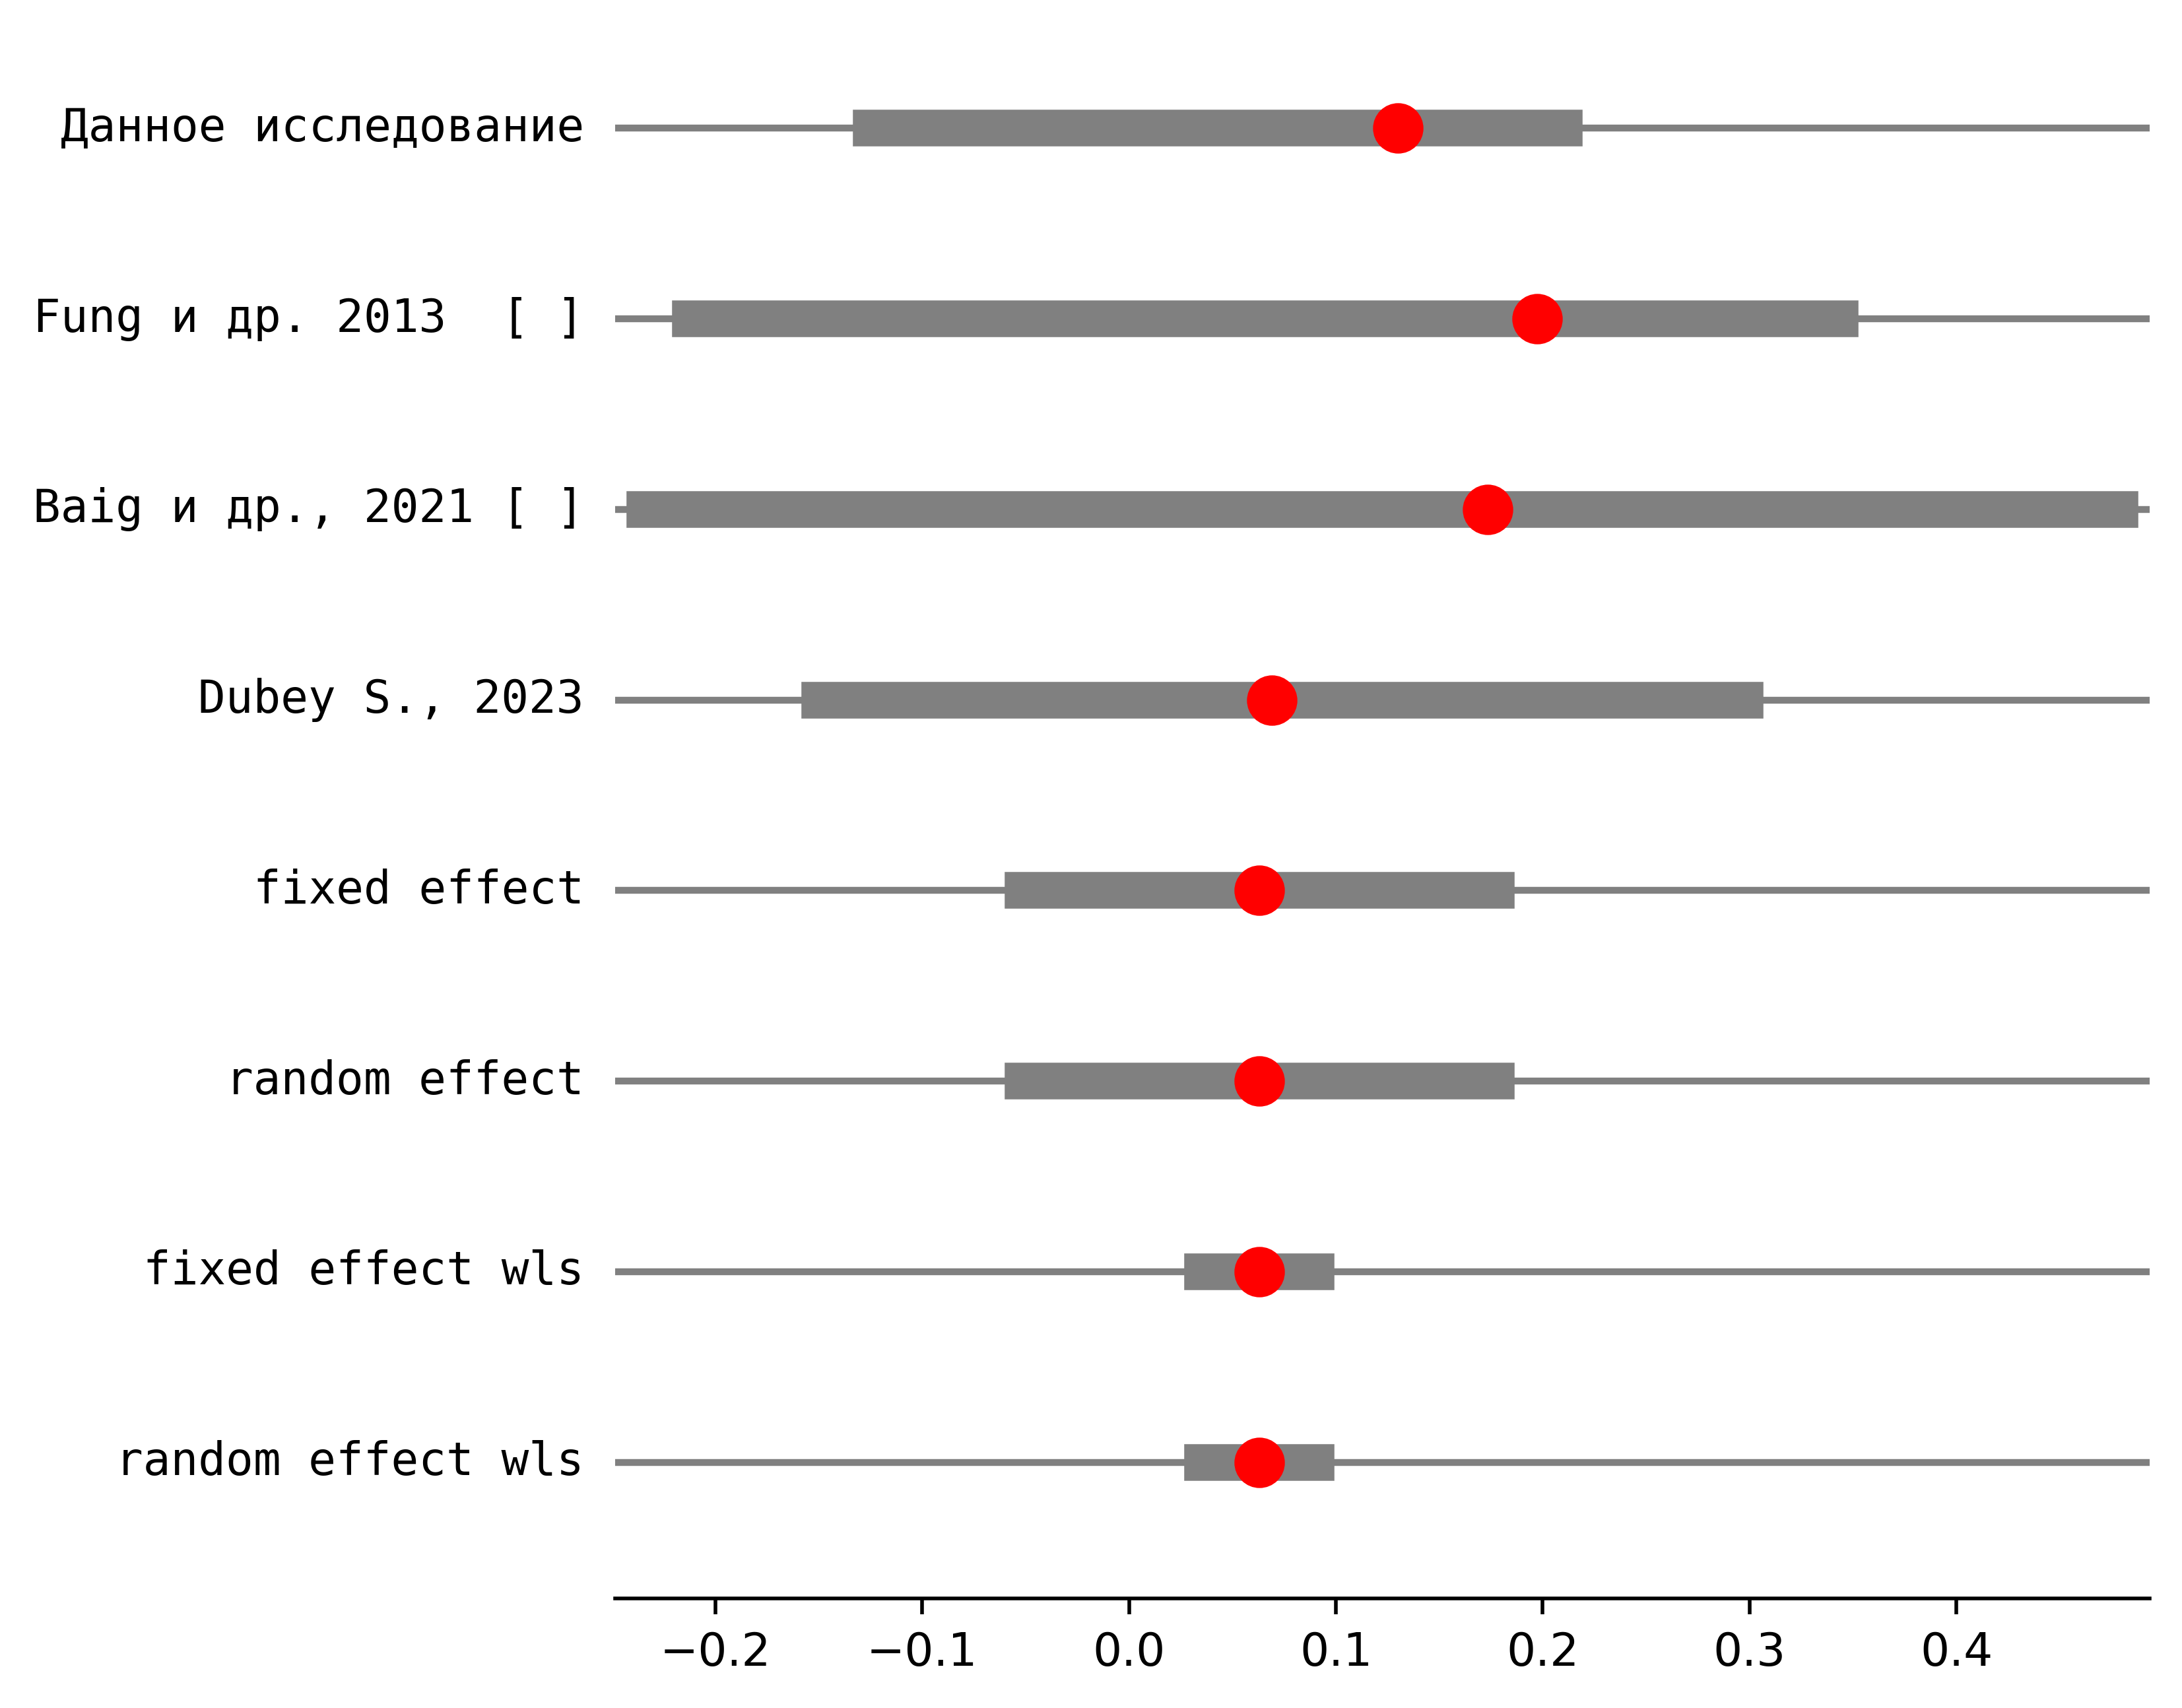 Данное исследование
Fung и др. 2013  [ ]
Baig и др., 2021 [ ]
Dubey S., 2023
fixed effect
random effect
fixed effect wls
random effect wls
−0.2 −0.1 0.0 0.1 0.2 0.3 0.4